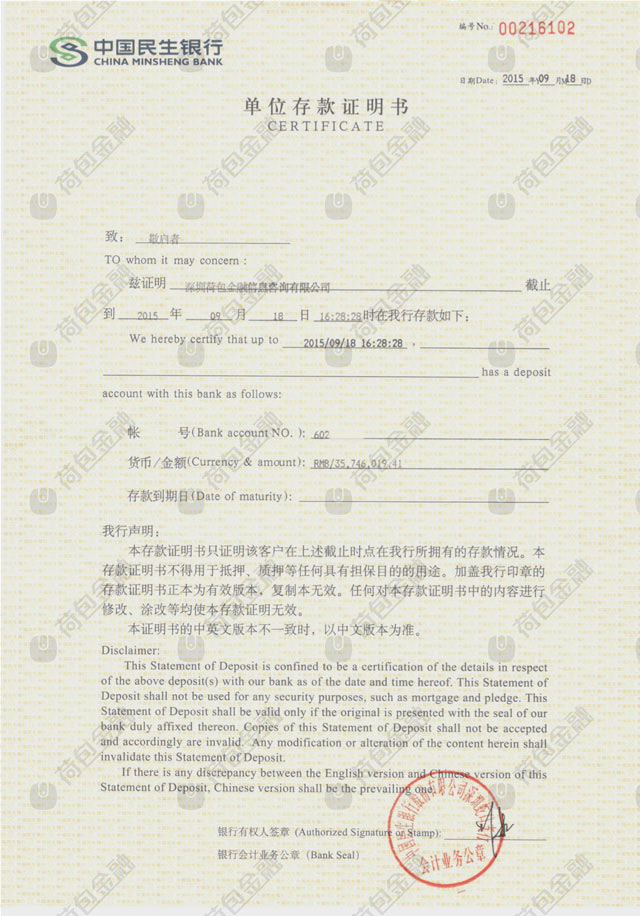 中国民生银行
CHINA MINSHENG BANK
编号No.: 00216102
日期Date: 2015 年Y 09 月M 18 日D
单位存款证明书
CERTIFICATE
致: 敬启者
TO whom it may concern :
兹证明 深圳荷包金融信息咨询有限公司 截止
到 2015 年 09 月 18 日 16:28:28时在我行存款如下:
We hereby certify that up to 2015/09/18 16:28:28 ,
has a deposit
account with this bank as follows:
帐 号(Bank account NO. ): 602
货币/金额(Currency & amount): RMB/35,746,019.41
存款到期日(Date of maturity):
我行声明:
本存款证明书只证明该客户在上述截止时点在我行所拥有的存款情况。本
存款证明书不得用于抵押、质押等任何具有担保目的的用途。加盖我行印章的
存款证明书正本为有效版本，复制本无效。任何对本存款证明书中的内容进行
修改、涂改等均使本存款证明无效。
本证明书的中英文版本不一致时，以中文版本为准。
Disclaimer:
This Statement of Deposit is confined to be a certification of the details in respect
of the above deposit(s) with our bank as of the date and time hereof. This Statement of
Deposit shall not be used for any security purposes, such as mortgage and pledge. This
Statement of Deposit shall be valid only if the original is presented with the seal of our
bank duly affixed thereon. Copies of this Statement of Deposit shall not be accepted
and accordingly are invalid. Any modification or alteration of the content herein shall
invalidate this Statement of Deposit.
If there is any discrepancy between the English version and Chinese version of this
Statement of Deposit, Chinese version shall be the prevailing one.
银行有权人签章 (Authorized Signature or Stamp):
银行会计业务公章 (Bank Seal)
会计业务公章
荷包金融